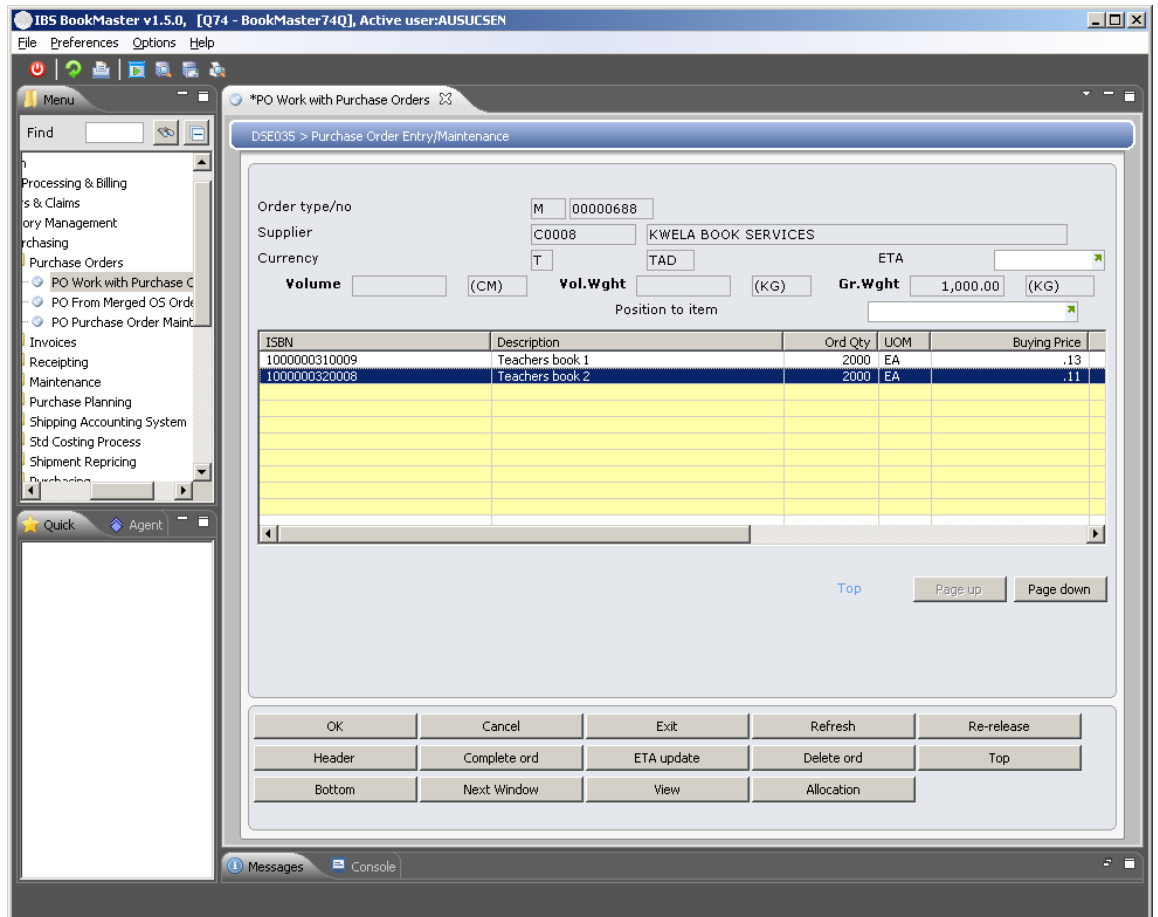 IBS BookMaster v1.5.0, [Q74 - BookMaster74Q], Active user:AUSUCSEN
File Preferences Options Help
Menu
*PO Work with Purchase Orders
Find
DSE035 > Purchase Order Entry/Maintenance
Processing & Billing
s & Claims
ory Management
rchasing
Purchase Orders
PO Work with Purchase C
PO From Merged OS Orde
PO Purchase Order Maint
Invoices
Receipting
Maintenance
Purchase Planning
Shipping Accounting System
Std Costing Process
Shipment Repricing
Purchasing
Order type/no M 00000688
Supplier C0008 KWELA BOOK SERVICES
Currency T TAD ETA
Volume (CM) Vol.Wght (KG) Gr.Wght 1,000.00 (KG)
Position to item
ISBN Description Ord Qty UOM Buying Price
1000000310009 Teachers book 1 2000 EA .13
1000000320008 Teachers book 2 2000 EA .11
Quick Agent
Top Page up Page down
OK Cancel Exit Refresh Re-release
Header Complete ord ETA update Delete ord Top
Bottom Next Window View Allocation
Messages Console